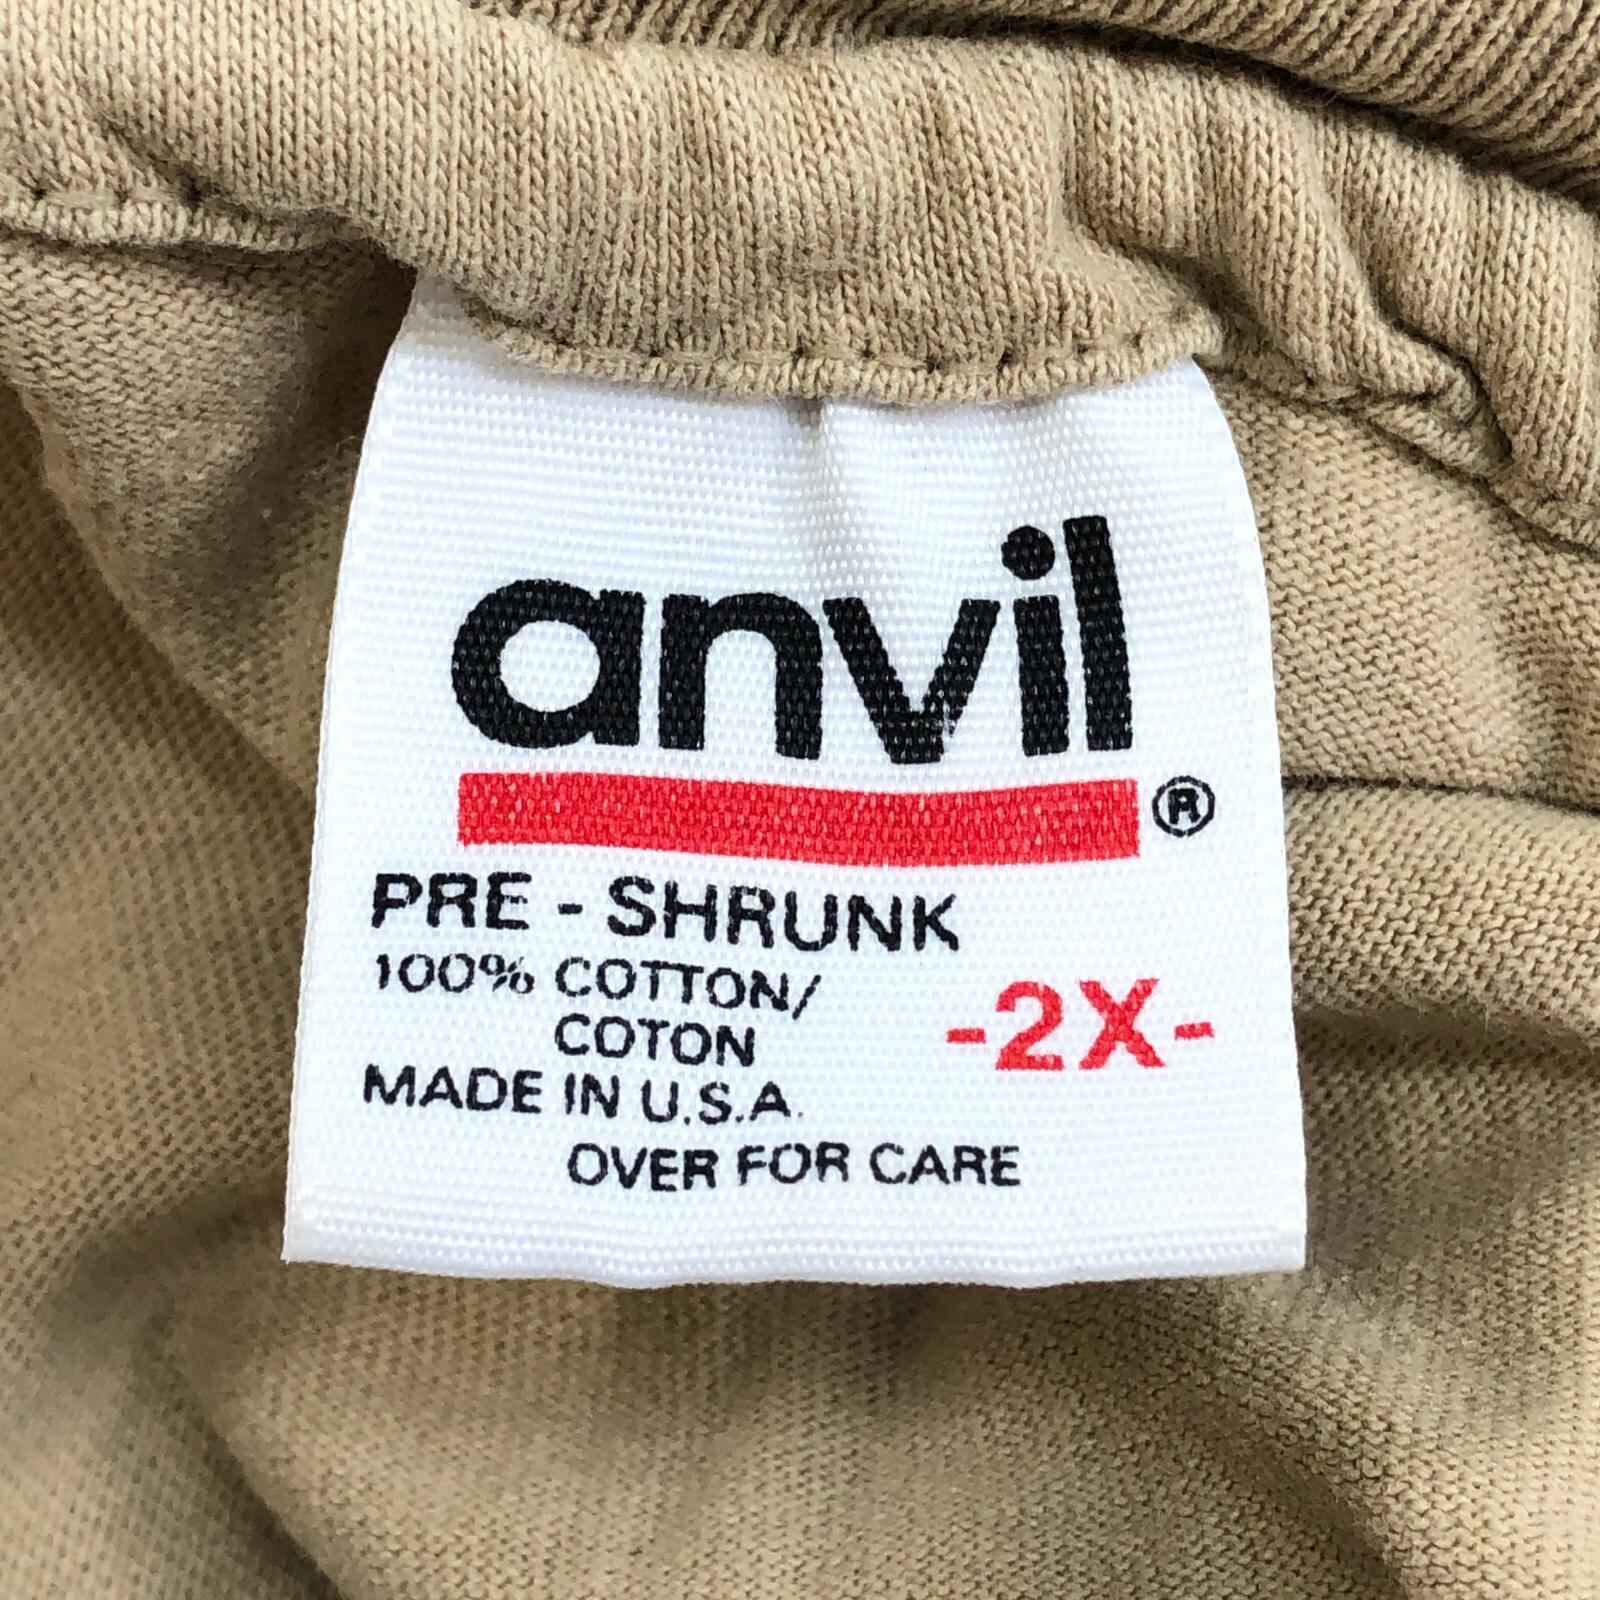 anvil
®
PRE - SHRUNK
100% COTTON/
COTON
-2X-
MADE IN U.S.A.
OVER FOR CARE